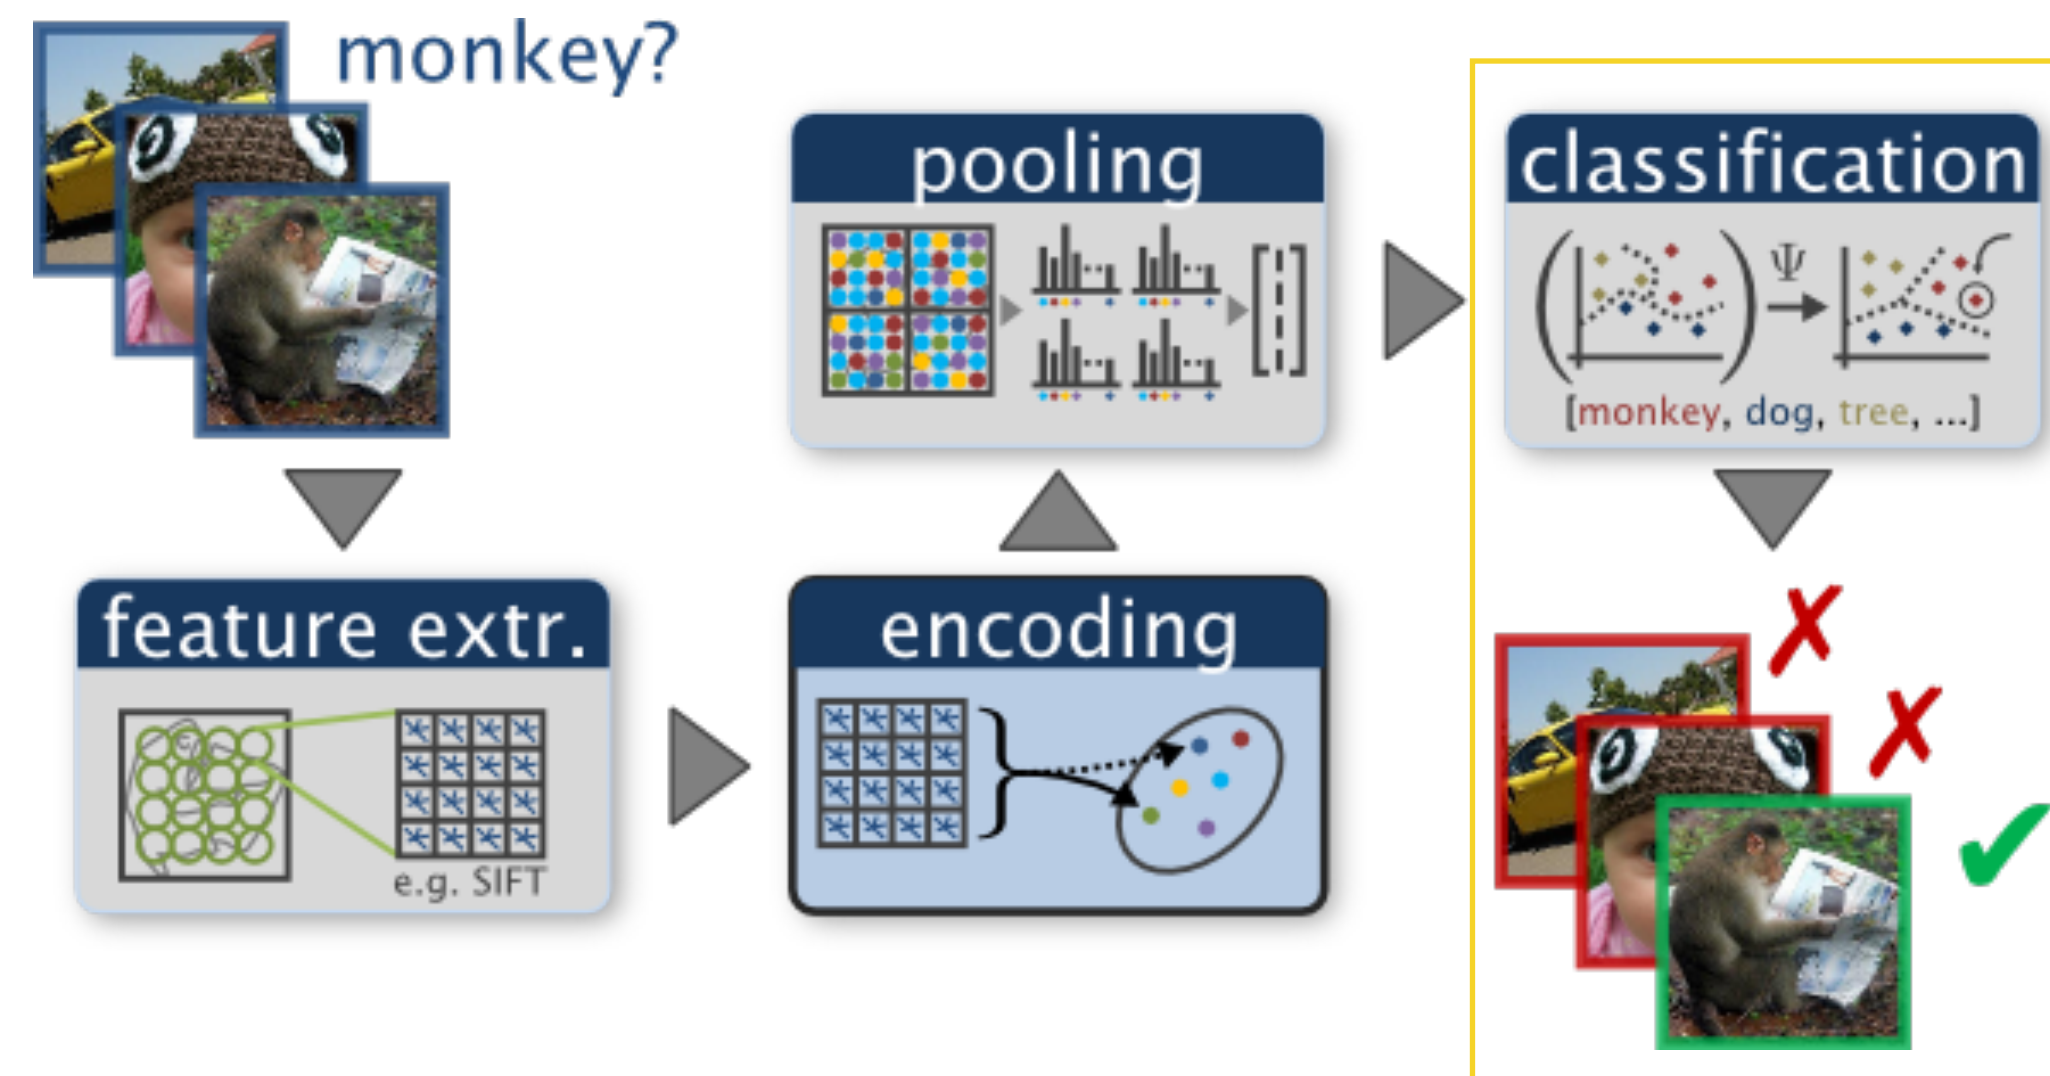 monkey?
feature extr.
e.g. SIFT
encoding
pooling
classification
Ψ
[monkey, dog, tree, ...]